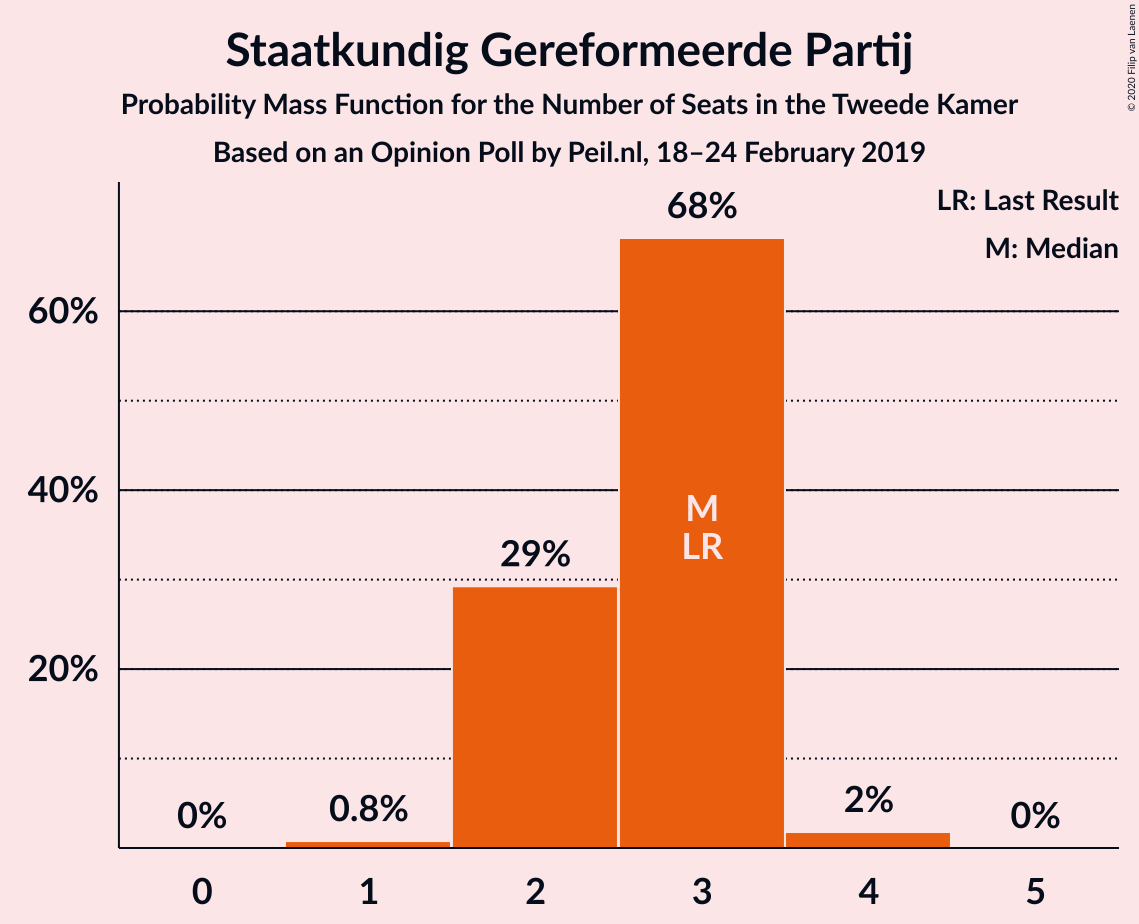 Staatkundig Gereformeerde Partij
Probability Mass Function for the Number of Seats in the Tweede Kamer
Based on an Opinion Poll by Peil.nl, 18–24 February 2019
© 2020 Filip van Laenen
LR: Last Result
M: Median
68%
60%
40%
M
LR
29%
20%
0%
0.8%
2%
0%
0 1 2 3 4 5